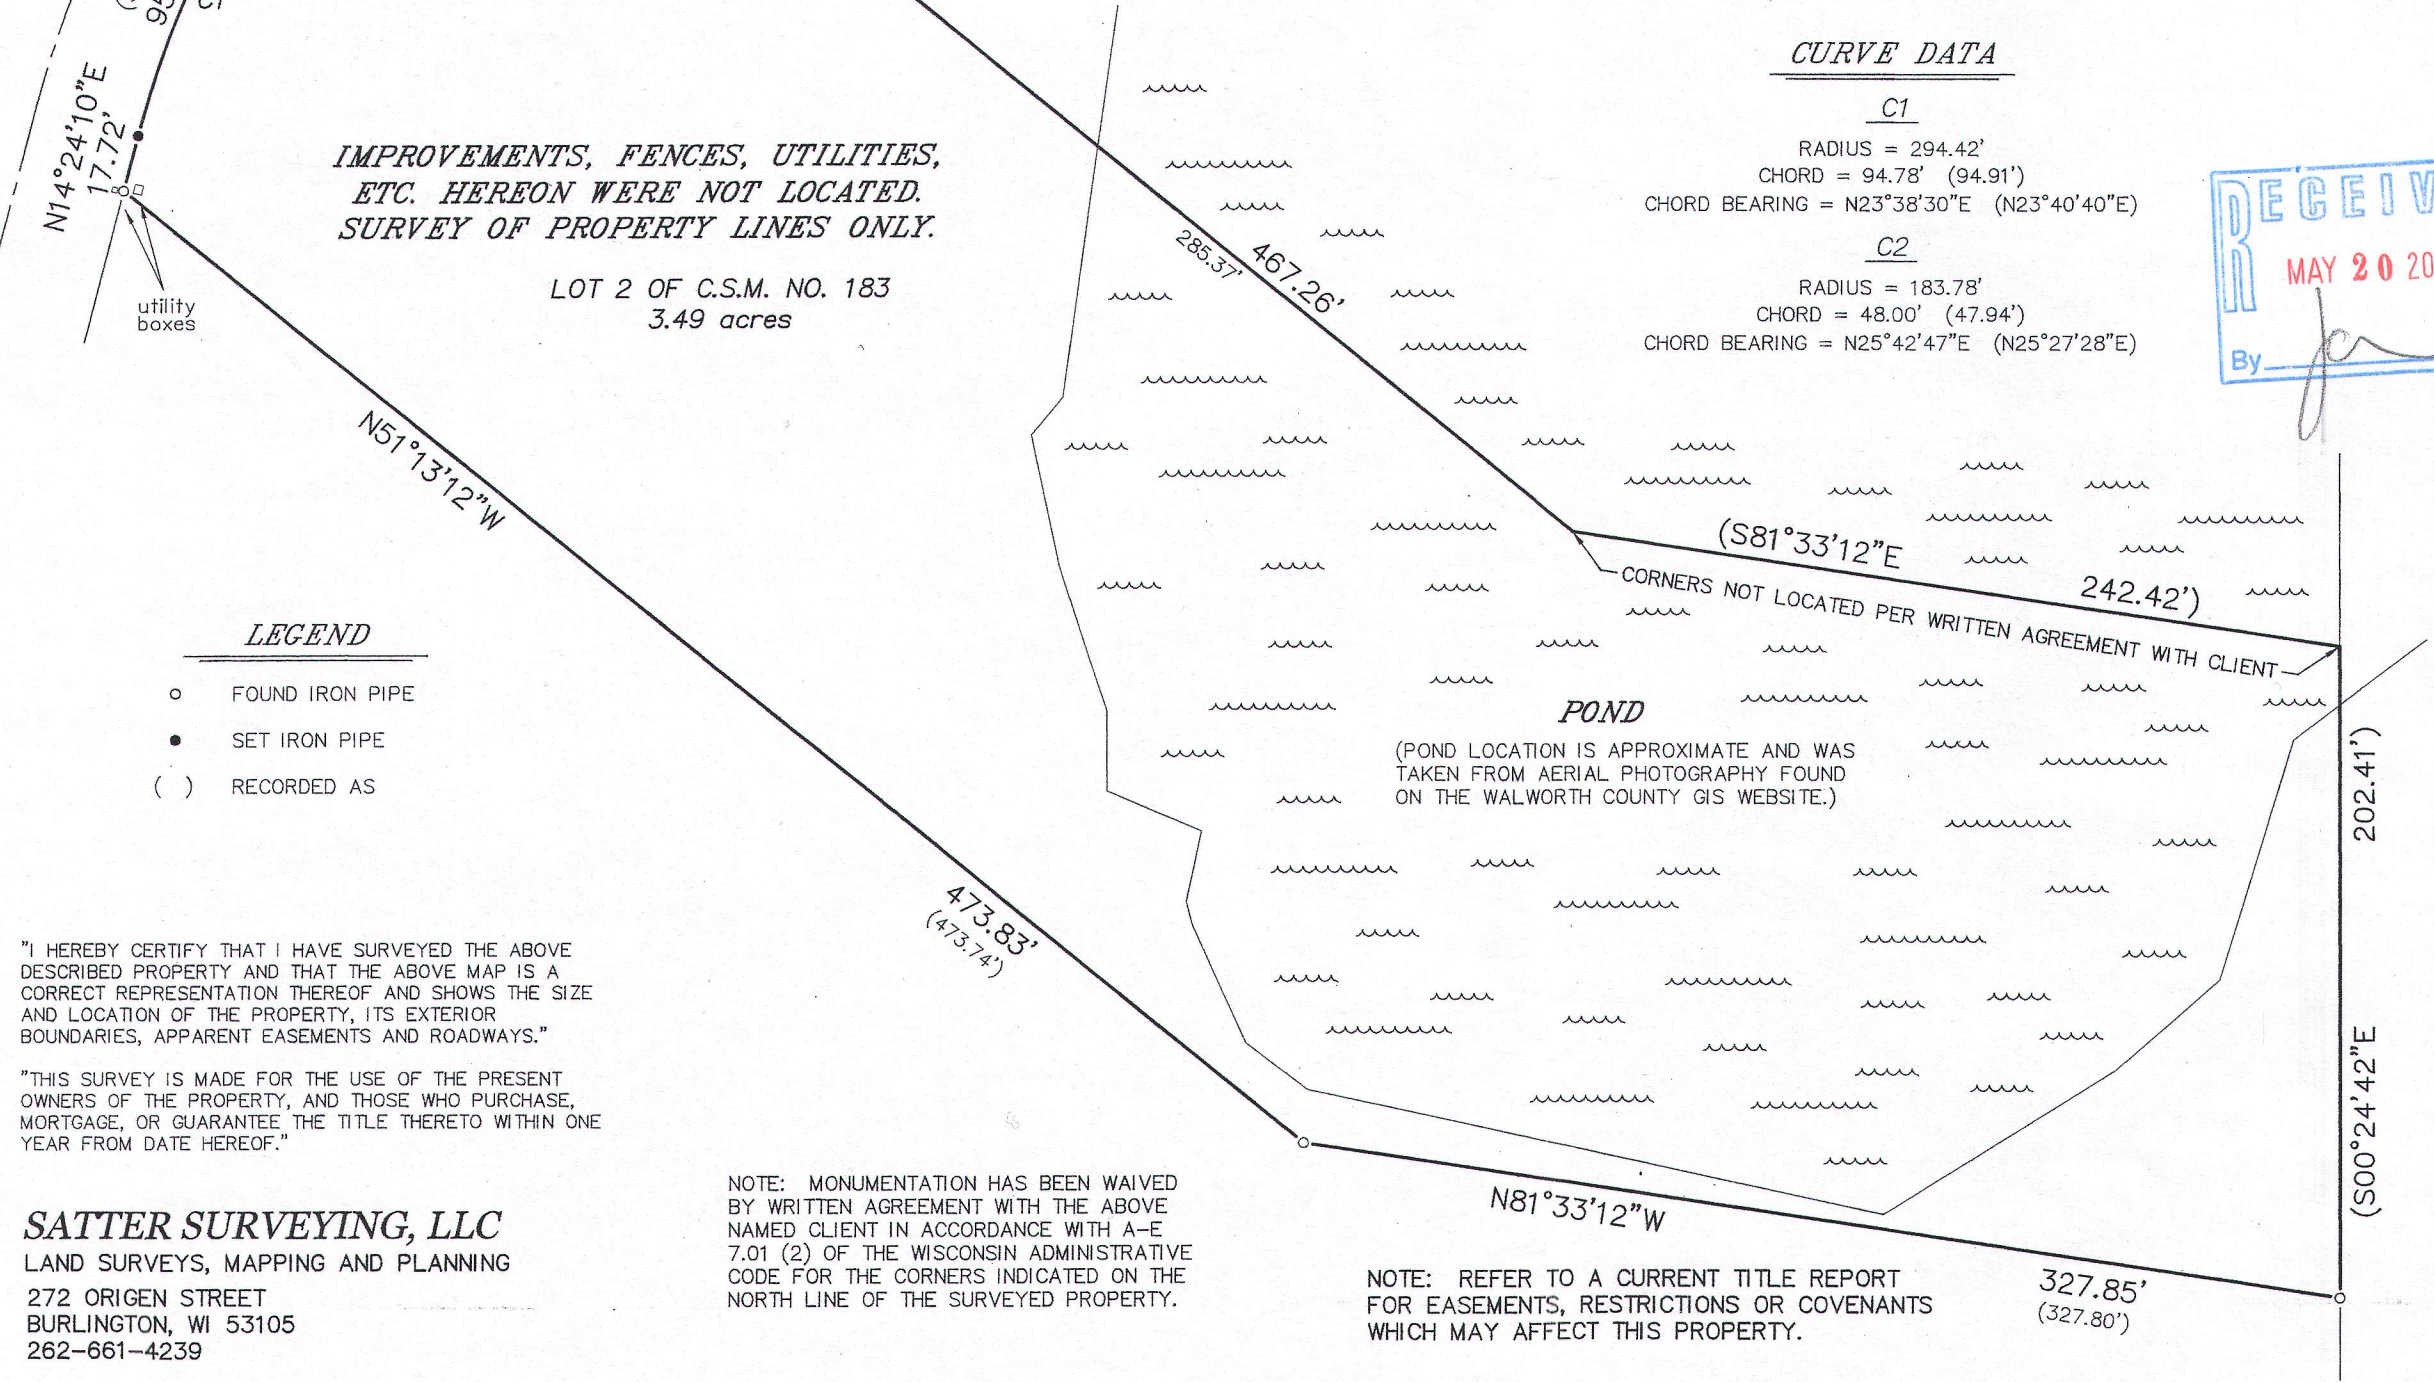 C1
N14°24'10"E
17.72'
utility
boxes
IMPROVEMENTS, FENCES, UTILITIES,
ETC. HEREON WERE NOT LOCATED.
SURVEY OF PROPERTY LINES ONLY.
LOT 2 OF C.S.M. NO. 183
3.49 acres
467.26'
285.37'
CURVE DATA
C1
RADIUS = 294.42'
CHORD = 94.78' (94.91')
CHORD BEARING = N23°38'30"E (N23°40'40"E)
C2
RADIUS = 183.78'
CHORD = 48.00' (47.94')
CHORD BEARING = N25°42'47"E (N25°27'28"E)
RECEIV
MAY 20 20
By
N51°13'12"W
(S81°33'12"E
242.42')
CORNERS NOT LOCATED PER WRITTEN AGREEMENT WITH CLIENT
LEGEND
FOUND IRON PIPE
SET IRON PIPE
( ) RECORDED AS
POND
(POND LOCATION IS APPROXIMATE AND WAS
TAKEN FROM AERIAL PHOTOGRAPHY FOUND
ON THE WALWORTH COUNTY GIS WEBSITE.)
202.41')
(S00°24'42"E
473.83'
(473.74')
"I HEREBY CERTIFY THAT I HAVE SURVEYED THE ABOVE
DESCRIBED PROPERTY AND THAT THE ABOVE MAP IS A
CORRECT REPRESENTATION THEREOF AND SHOWS THE SIZE
AND LOCATION OF THE PROPERTY, ITS EXTERIOR
BOUNDARIES, APPARENT EASEMENTS AND ROADWAYS."
"THIS SURVEY IS MADE FOR THE USE OF THE PRESENT
OWNERS OF THE PROPERTY, AND THOSE WHO PURCHASE,
MORTGAGE, OR GUARANTEE THE TITLE THERETO WITHIN ONE
YEAR FROM DATE HEREOF."
SATTER SURVEYING, LLC
LAND SURVEYS, MAPPING AND PLANNING
272 ORIGEN STREET
BURLINGTON, WI 53105
262-661-4239
NOTE: MONUMENTATION HAS BEEN WAIVED
BY WRITTEN AGREEMENT WITH THE ABOVE
NAMED CLIENT IN ACCORDANCE WITH A-E
7.01 (2) OF THE WISCONSIN ADMINISTRATIVE
CODE FOR THE CORNERS INDICATED ON THE
NORTH LINE OF THE SURVEYED PROPERTY.
N81°33'12"W
327.85'
(327.80')
NOTE: REFER TO A CURRENT TITLE REPORT
FOR EASEMENTS, RESTRICTIONS OR COVENANTS
WHICH MAY AFFECT THIS PROPERTY.